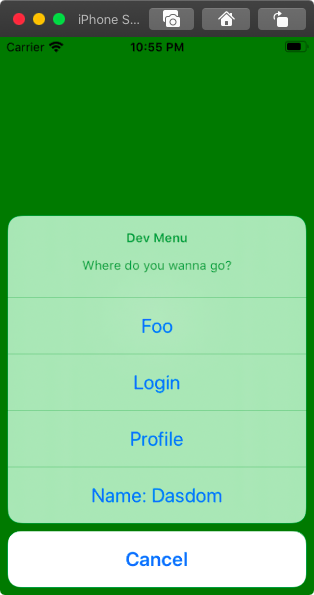 iPhone S...
Carrier 10:55 PM
Dev Menu
Where do you wanna go?
Foo
Login
Profile
Name: Dasdom
Cancel